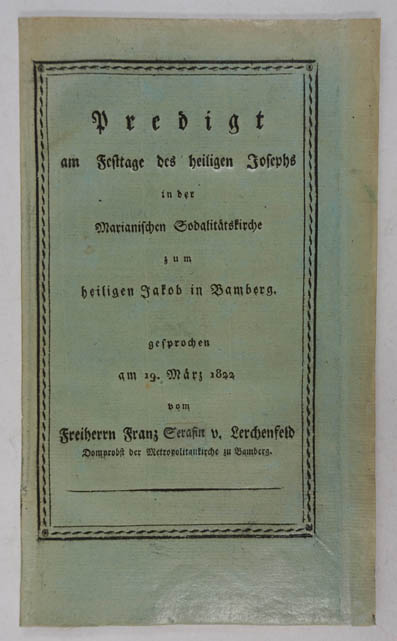 Predigt
am Festtage des heiligen Josephs
in der
Marianischen Sodalitätskirche
zum
heiligen Jakob in Bamberg.
gesprochen
am 19. März 1822
vom
Freiherrn Franz Serafin v. Lerchenfeld
Domprobst der Metropolitankirche zu Bamberg.